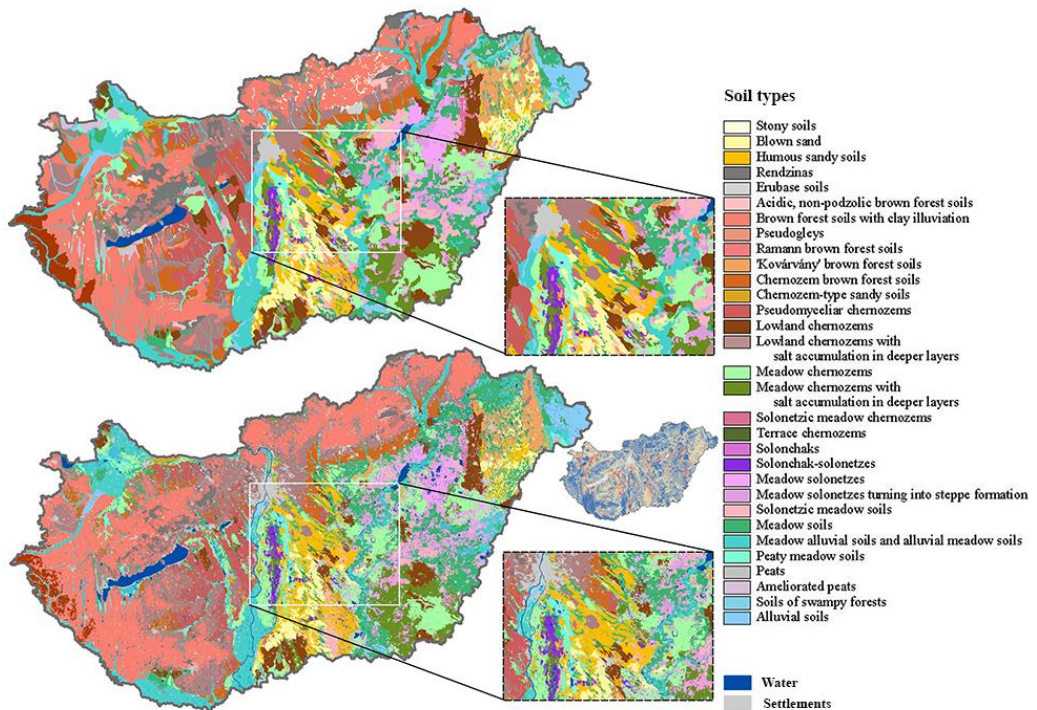 Soil types
Stony soils
Blown sand
Humous sandy soils
Rendzinas
Erubase soils
Acidic, non-podzolic brown forest soils
Brown forest soils with clay illuviation
Pseudogleys
Ramann brown forest soils
'Kovárvány' brown forest soils
Chernozem brown forest soils
Chernozem-type sandy soils
Pseudomyceliar chernozems
Lowland chernozems
Lowland chernozems with
salt accumulation in deeper layers
Meadow chernozems
Meadow chernozems with
salt accumulation in deeper layers
Solonetzic meadow chernozems
Terrace chernozems
Solonchaks
Solonchak-solonetzes
Meadow solonetzes
Meadow solonetzes turning into steppe formation
Solonetzic meadow soils
Meadow soils
Meadow alluvial soils and alluvial meadow soils
Peaty meadow soils
Peats
Ameliorated peats
Soils of swampy forests
Alluvial soils
Water
Settlements